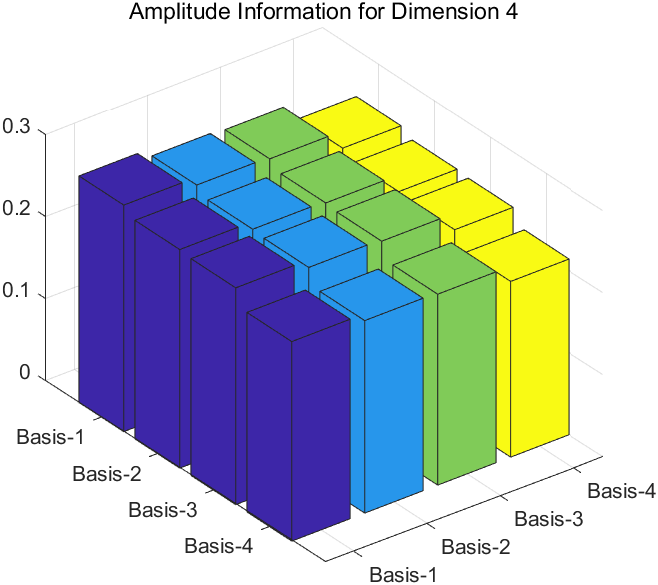 Amplitude Information for Dimension 4
0.3
0.2
0.1
0
Basis-1
Basis-2
Basis-3
Basis-4
Basis-4
Basis-3
Basis-2
Basis-1